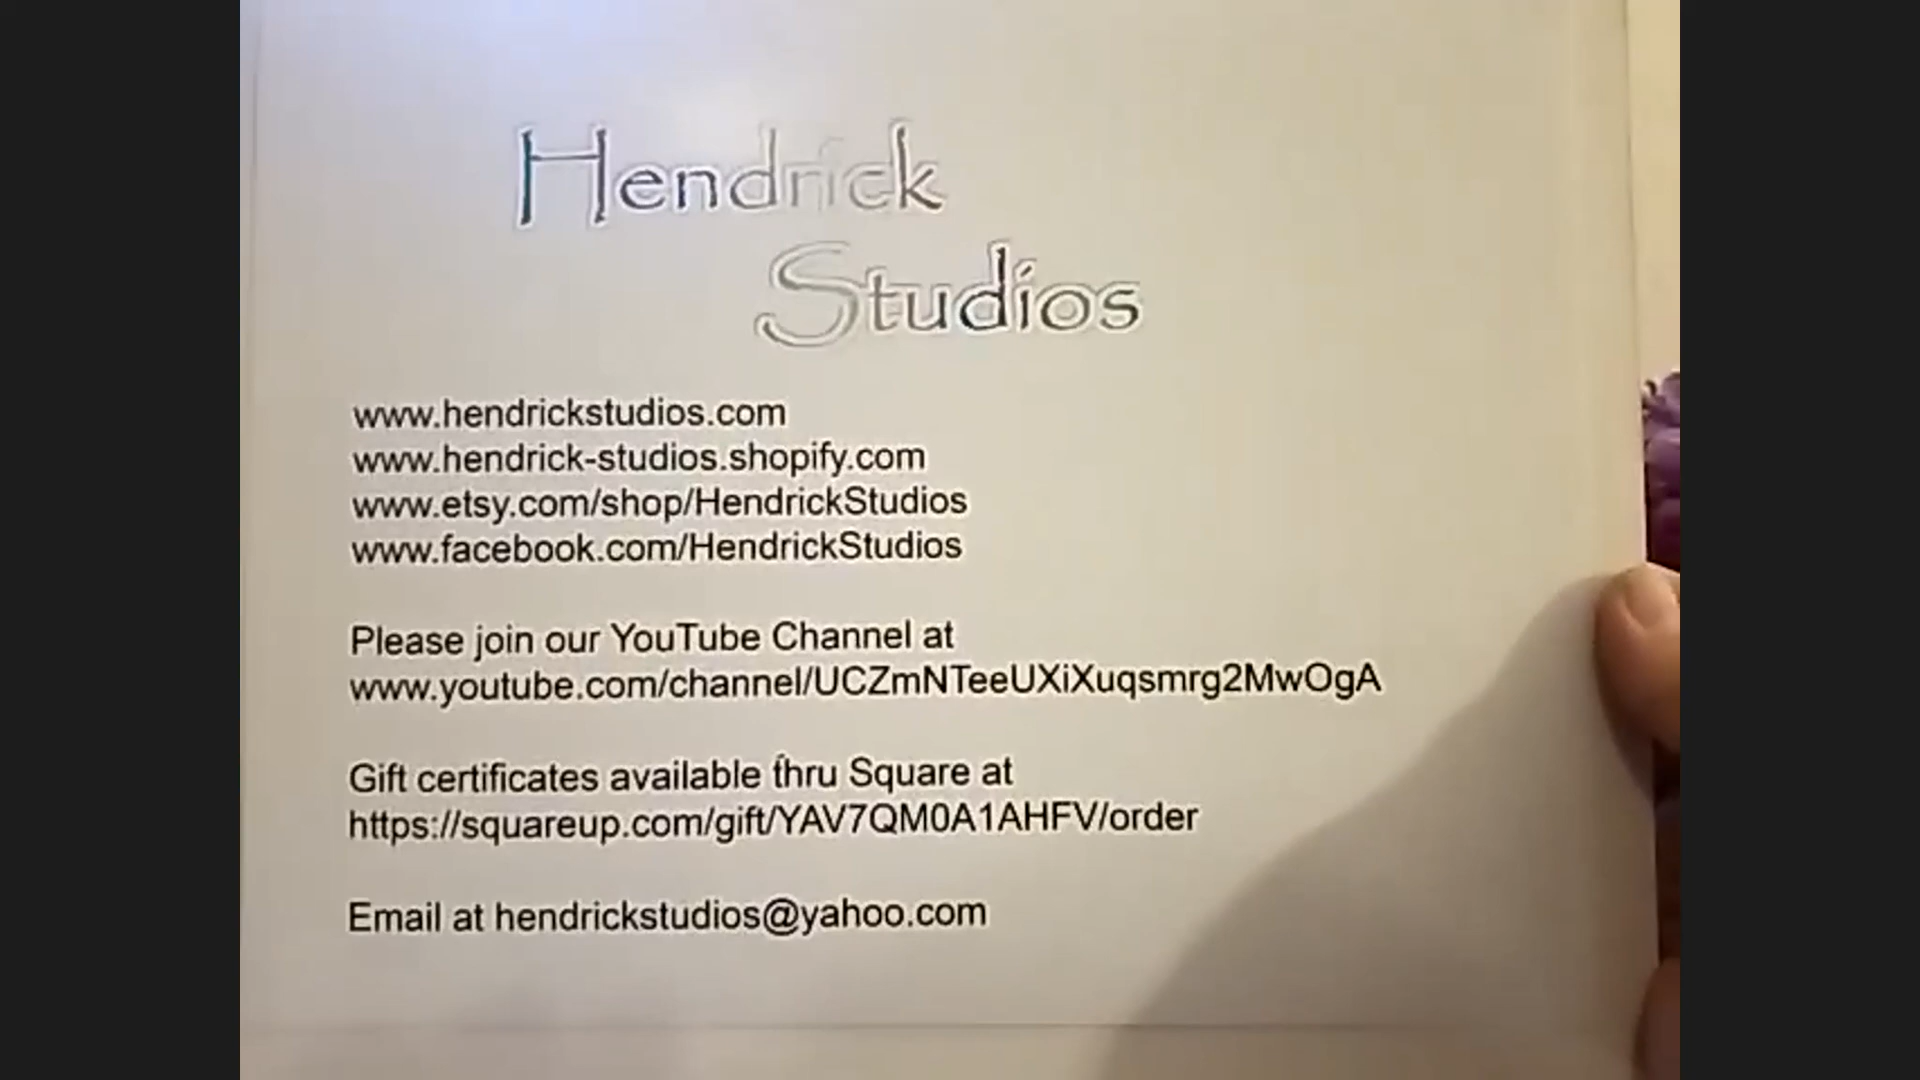 Hendrick
Studios
www.hendrickstudios.com
www.hendrick-studios.shopify.com
www.etsy.com/shop/HendrickStudios
www.facebook.com/HendrickStudios
Please join our YouTube Channel at
www.youtube.com/channel/UCZmNTeeUXiXuqsmrg2MwOgA
Gift certificates available thru Square at
https://squareup.com/gift/YAV7QM0A1AHFV/order
Email at hendrickstudios@yahoo.com